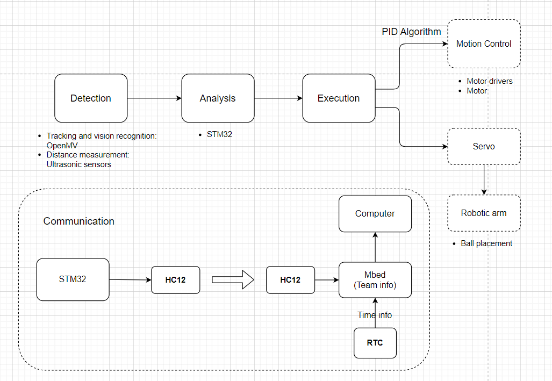 PID Algorithm
Motion Control
Motor drivers
Motor
Detection
Analysis
Execution
Tracking and vision recognition:
OpenMV
Distance measurement:
Ultrasonic sensors
STM32
Servo
Robotic arm
Ball placement
Communication
Computer
STM32
HC12
HC12
Mbed
(Team info)
Time info
RTC